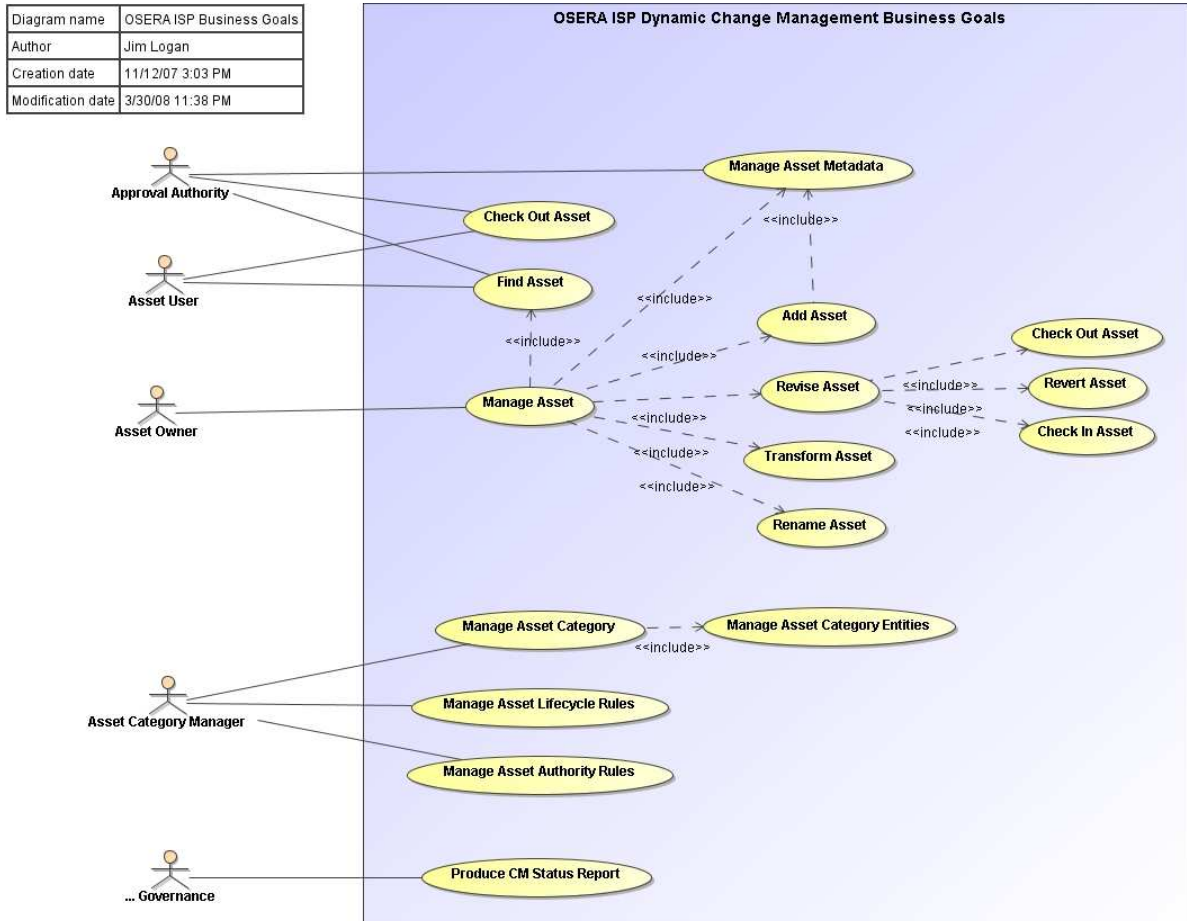 Diagram name OSERA ISP Business Goals
Author Jim Logan
Creation date 11/12/07 3:03 PM
Modification date 3/30/08 11:38 PM
OSERA ISP Dynamic Change Management Business Goals
Approval Authority
Manage Asset Metadata
Check Out Asset
<<include>>
Asset User
Find Asset
<<include>>
Add Asset
<<include>>
<<include>>
Check Out Asset
Asset Owner
Manage Asset
Revise Asset
<<include>>
Revert Asset
<<include>>
<<include>>
<<include>>
Check In Asset
<<include>>
Transform Asset
<<include>>
Rename Asset
Manage Asset Category
Manage Asset Category Entities
<<include>>
Asset Category Manager
Manage Asset Lifecycle Rules
Manage Asset Authority Rules
Produce CM Status Report
... Governance